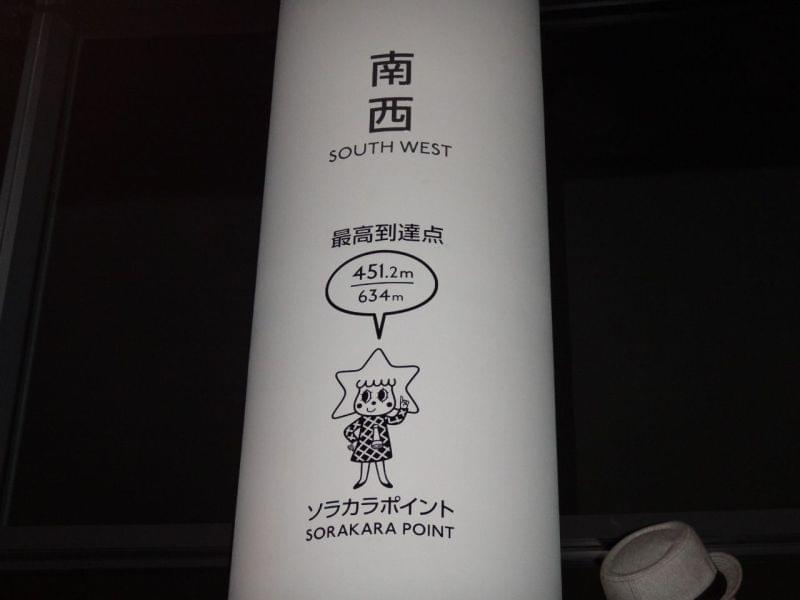 南
西
SOUTH WEST
最高到達点
451.2m
634m
ソラカラポイント
SORAKARA POINT